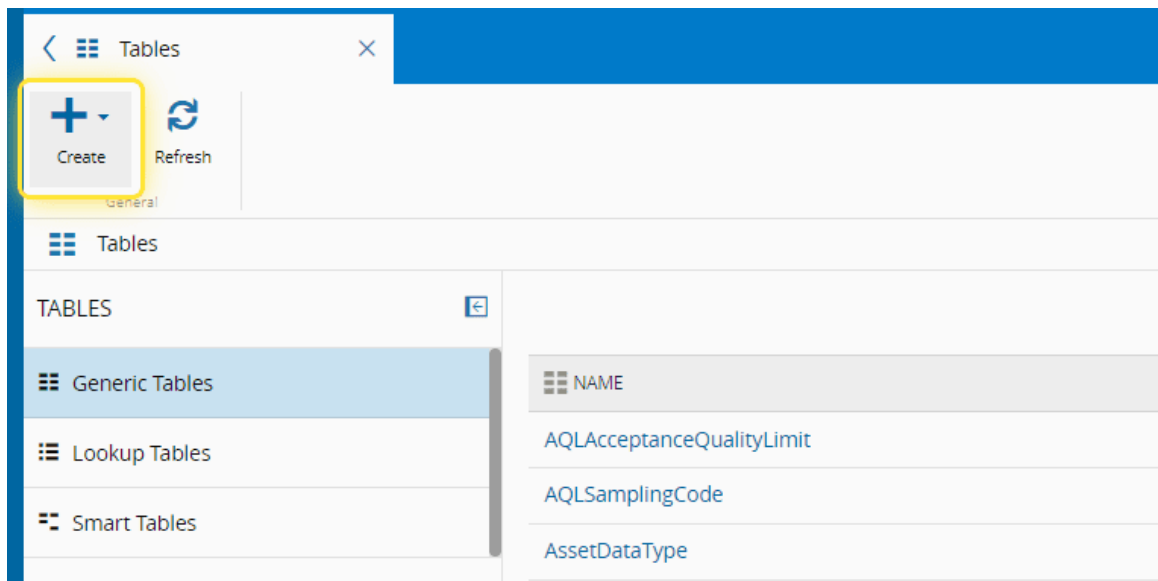 Tables
Create
Refresh
General
Tables
TABLES
Generic Tables
Lookup Tables
Smart Tables
NAME
AQLAcceptanceQualityLimit
AQLSamplingCode
AssetDataType